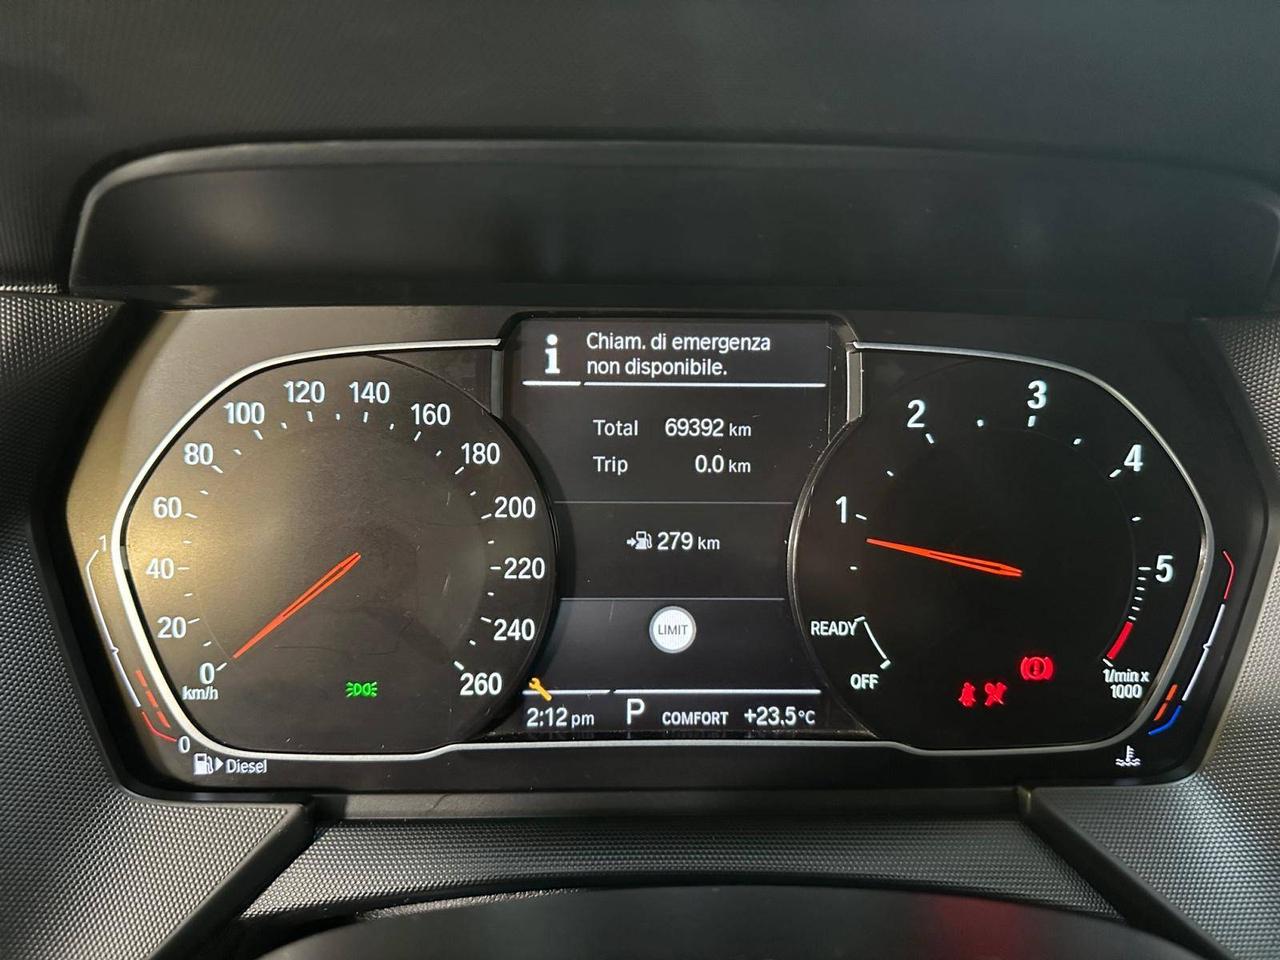 Chiam. di emergenza
non disponibile.
Total 69392 km
Trip 0.0 km
279 km
LIMIT
2:12 pm P COMFORT +23.5°C
0
20
40
60
80
100
120
140
160
180
200
220
240
260
km/h
1
0
Diesel
1
2
3
4
5
READY
OFF
1/min x
1000